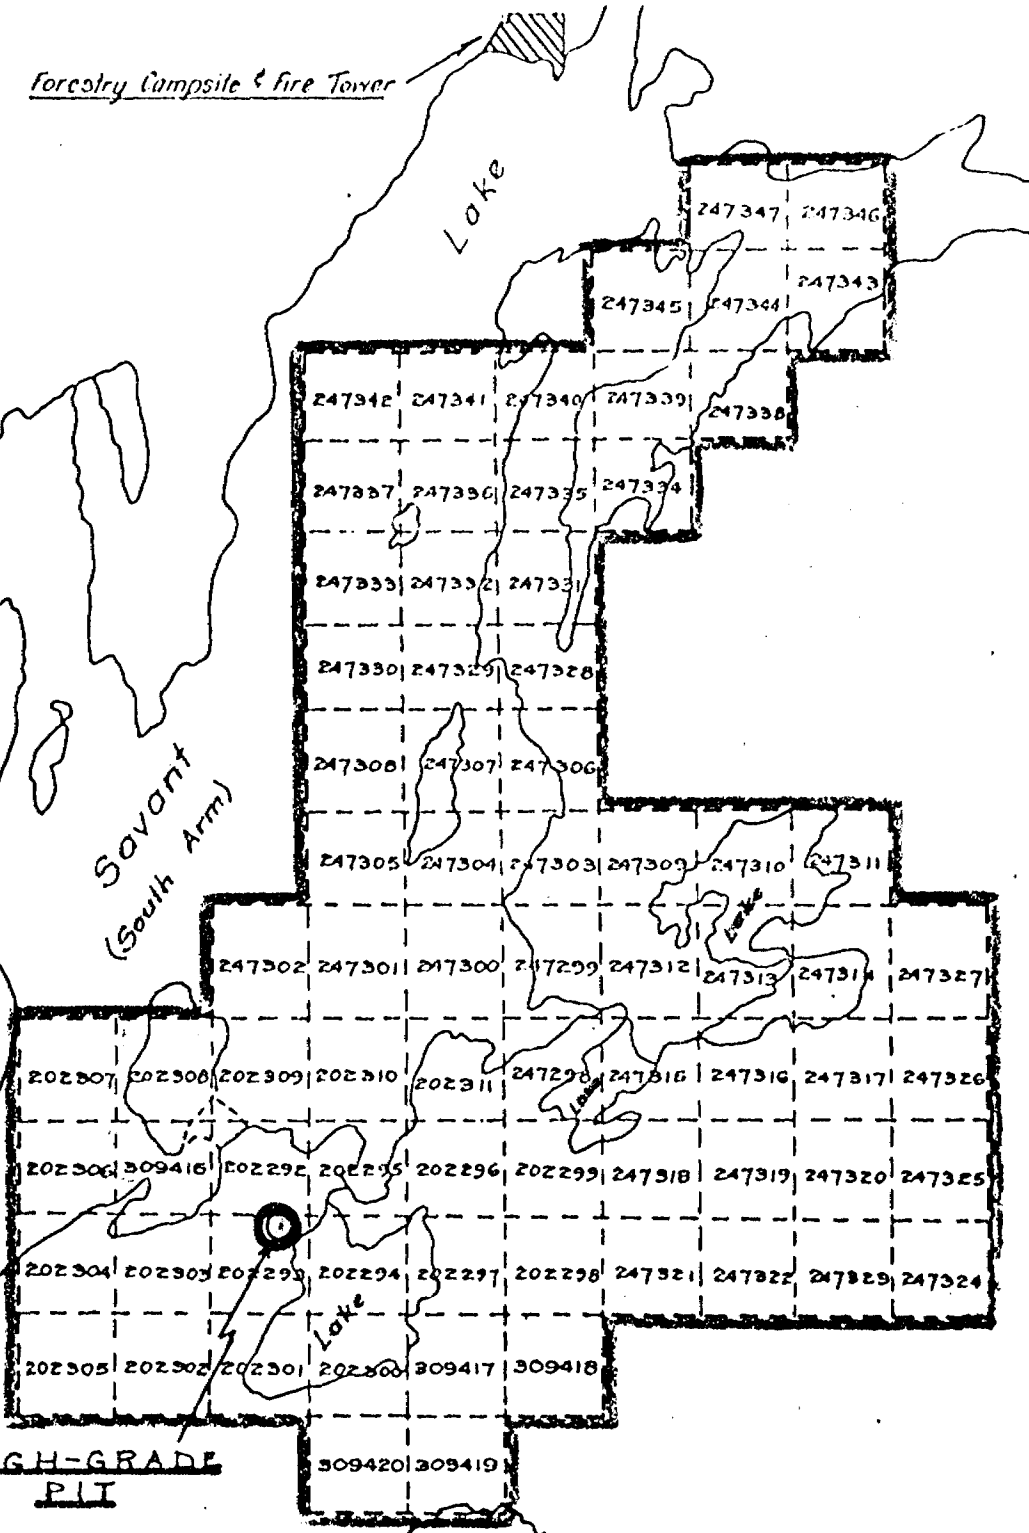 Forestry Campsite & Fire Tower
Lake
247347 247346
247345 247344 247343
247342 247341 247340 247339 247338
247337 247336 247335 247334
247333 247332 247331
247330 247329 247328
Savant
(South Arm)
247308 247307 247306
247305 247304 247303 247309 247310 247311
Lake
247302 247301 247300 247299 247312 247313 247314 247327
202307 202308 202309 202310 202311 247298 247315 247316 247317 247326
Lake
202306 309416 202292 202295 202296 202299 247318 247319 247320 247325
202304 202303 202293 202294 202297 202298 247321 247322 247323 247324
Lake
202305 202302 202301 202300 309417 309418
GH-GRADE
PIT
309420 309419